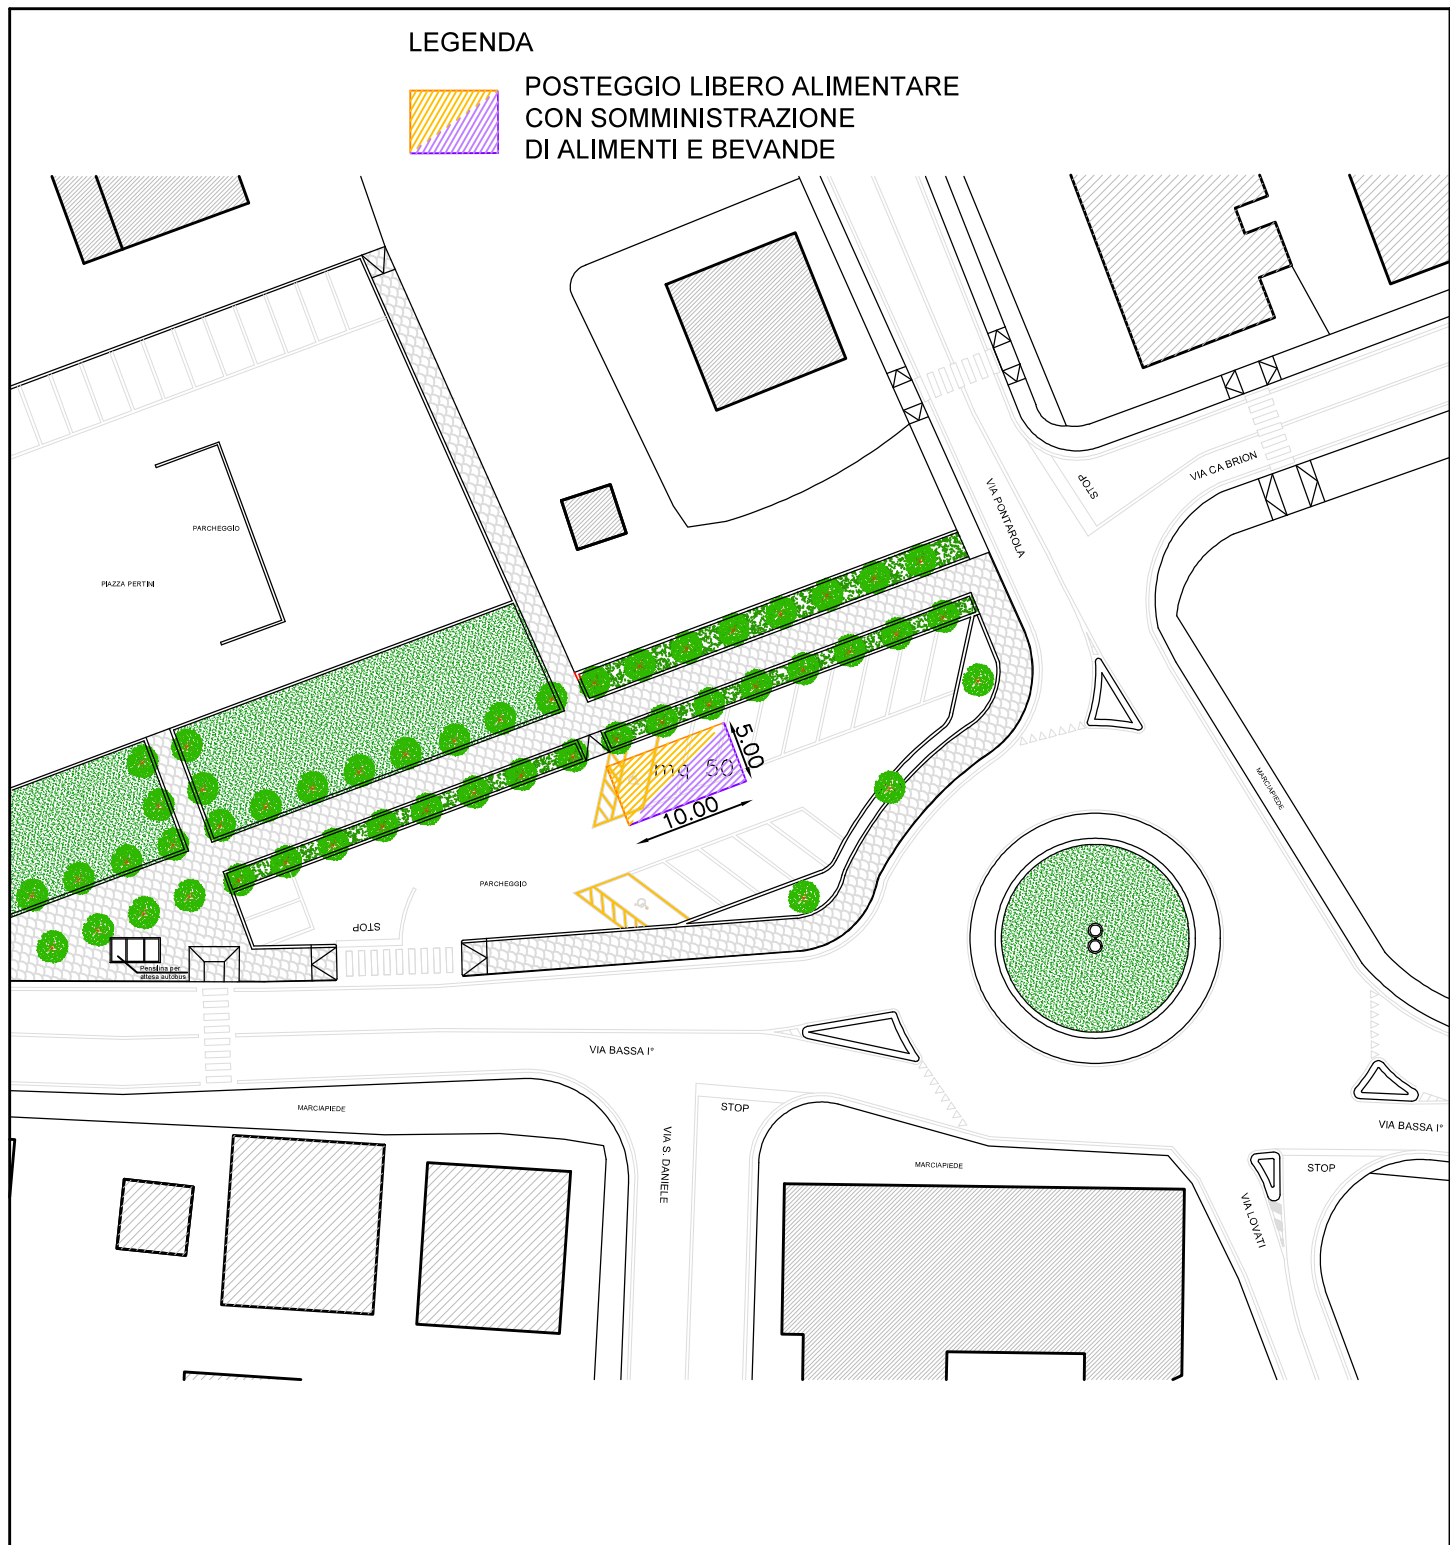 LEGENDA
POSTEGGIO LIBERO ALIMENTARE
CON SOMMINISTRAZIONE
DI ALIMENTI E BEVANDE
VIA CA BRION
STOP
VIA PONTAROLA
PARCHEGGIO
PIAZZA PERTINI
5.00
mq 50
10.00
MARCIAPIEDE
PARCHEGGIO
STOP
Pensilina per
attesa autobus
VIA BASSA I°
MARCIAPIEDE
STOP
VIA S. DANIELE
VIA BASSA I°
MARCIAPIEDE
STOP
VIA LOVATI